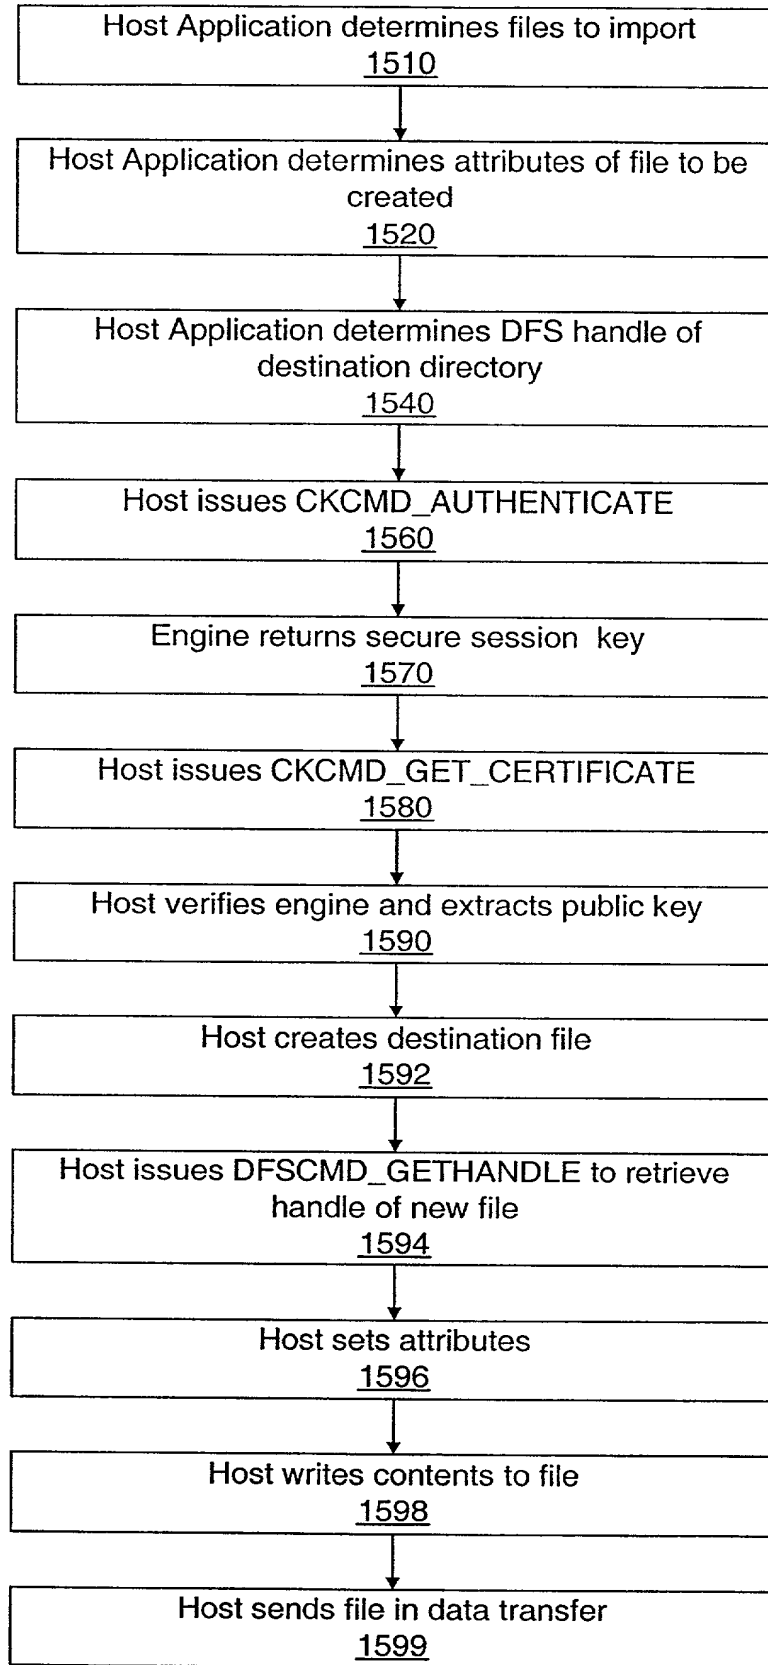 Host Application determines files to import
1510
Host Application determines attributes of file to be
created
1520
Host Application determines DFS handle of
destination directory
1540
Host issues CKCMD_AUTHENTICATE
1560
Engine returns secure session key
1570
Host issues CKCMD_GET_CERTIFICATE
1580
Host verifies engine and extracts public key
1590
Host creates destination file
1592
Host issues DFSCMD_GETHANDLE to retrieve
handle of new file
1594
Host sets attributes
1596
Host writes contents to file
1598
Host sends file in data transfer
1599